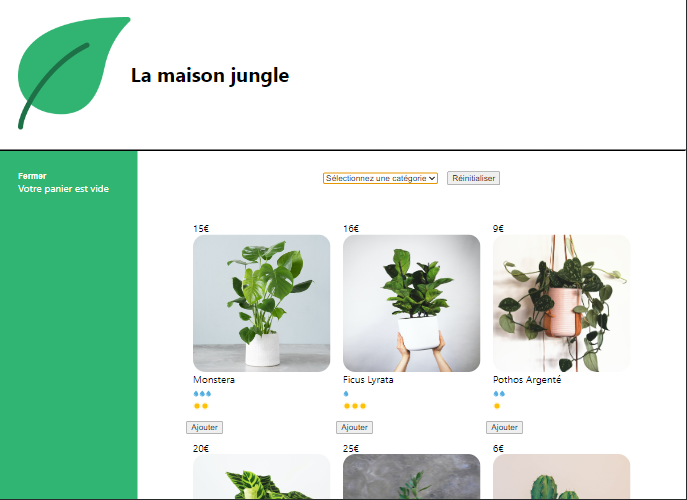 La maison jungle
Fermer
Votre panier est vide
Sélectionnez une catégorie
Réinitialiser
15€
16€
9€
Monstera
Ficus Lyrata
Pothos Argenté
Ajouter
Ajouter
Ajouter
20€
25€
6€